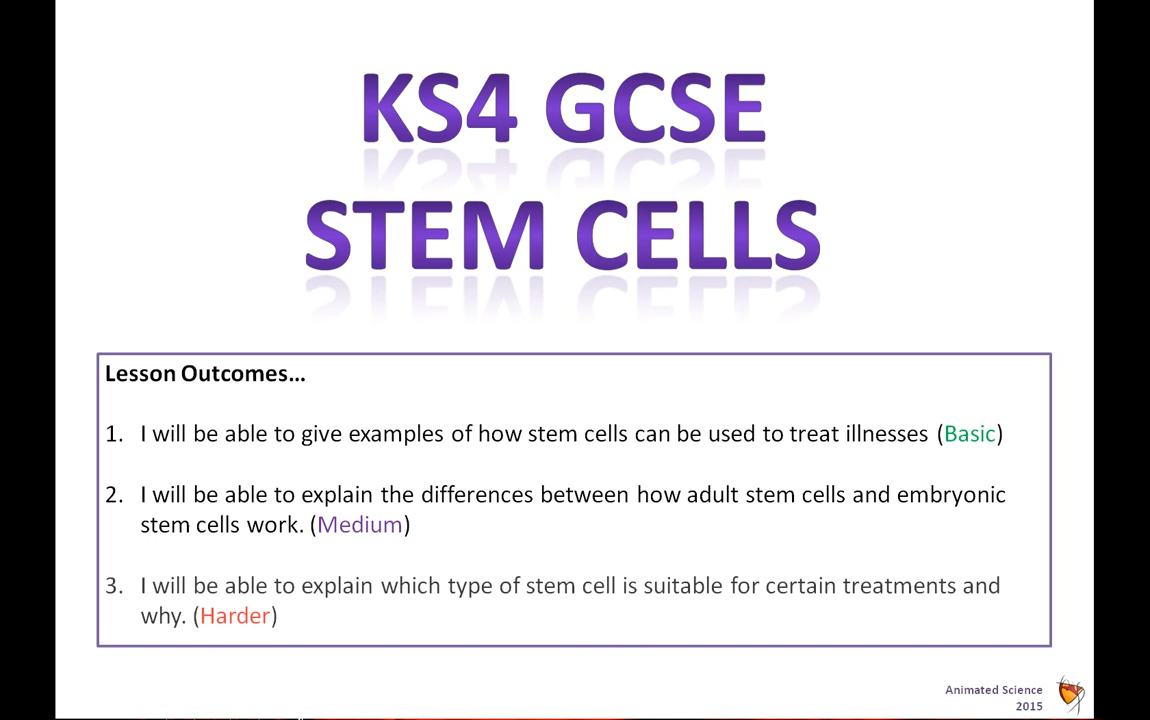 KS4 GCSE
STEM CELLS
Lesson Outcomes...
1. I will be able to give examples of how stem cells can be used to treat illnesses (Basic)
2. I will be able to explain the differences between how adult stem cells and embryonic
stem cells work. (Medium)
3. I will be able to explain which type of stem cell is suitable for certain treatments and
why. (Harder)
Animated Science
2015